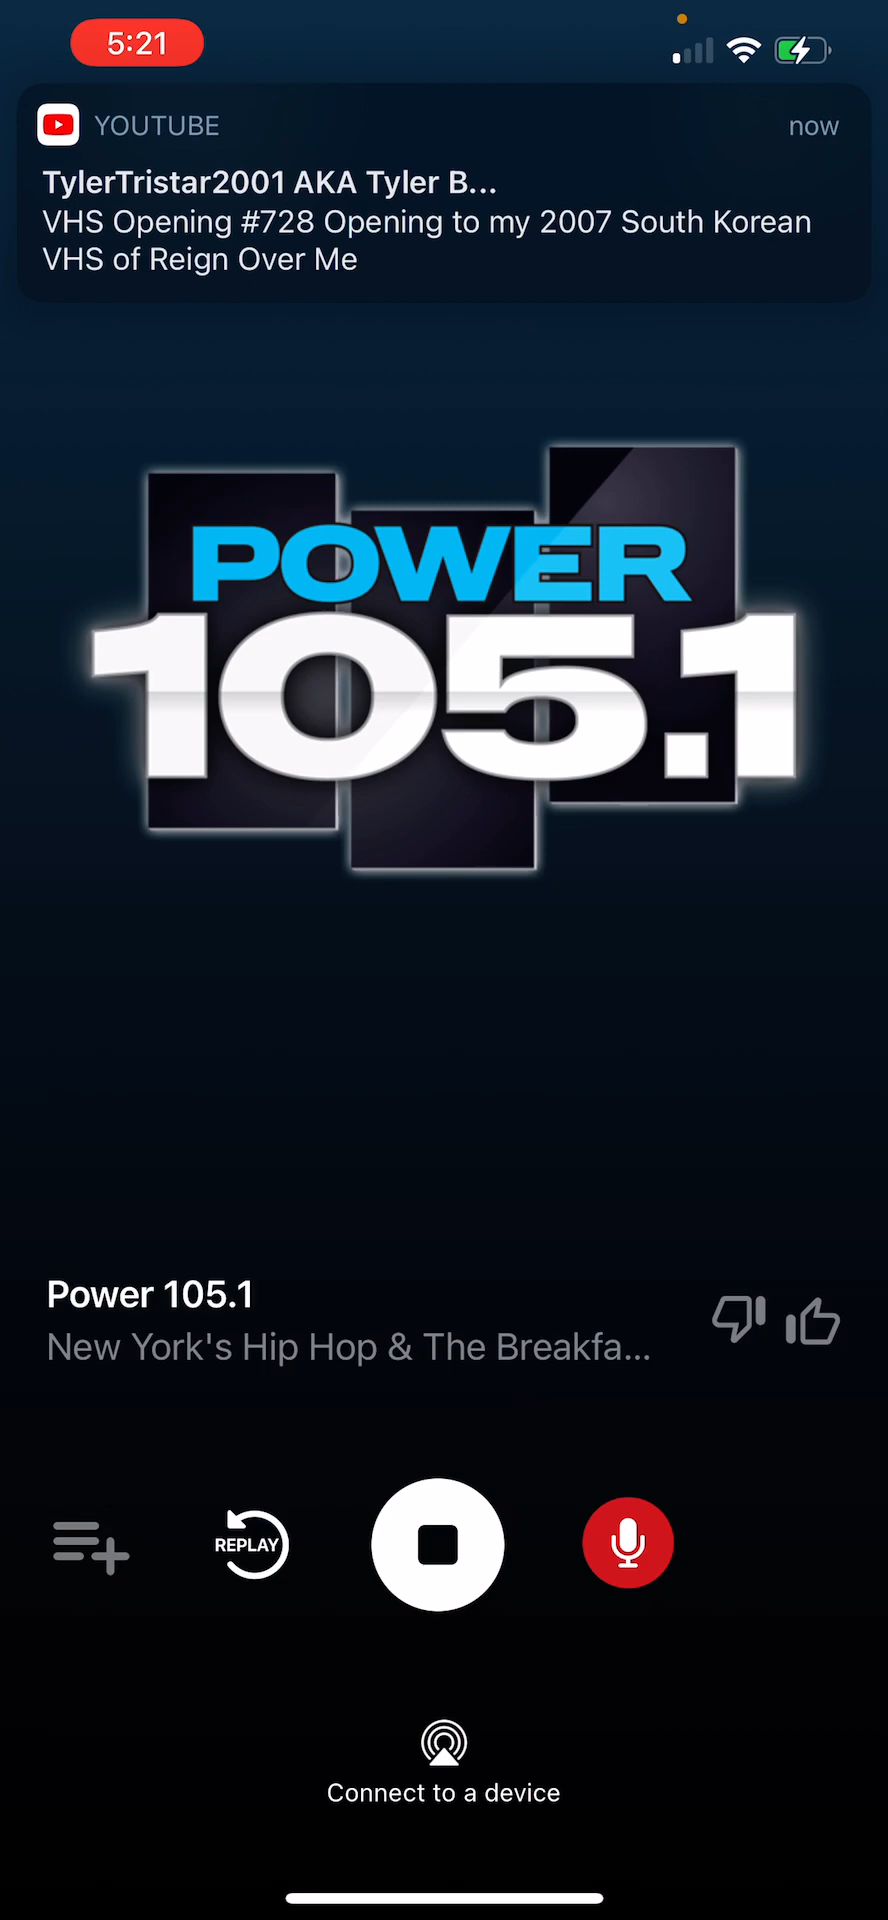 5:21
YOUTUBE
now
TylerTristar2001 AKA Tyler B...
VHS Opening #728 Opening to my 2007 South Korean
VHS of Reign Over Me
POWER
105.1
Power 105.1
New York's Hip Hop & The Breakfa...
REPLAY
Connect to a device